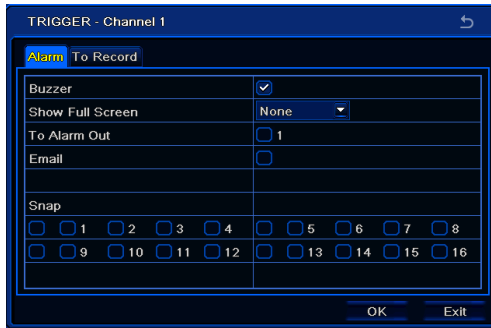 TRIGGER - Channel 1
Alarm To Record
Buzzer
Show Full Screen None
To Alarm Out 1
Email
Snap
1 2 3 4 5 6 7 8
9 10 11 12 13 14 15 16
OK Exit